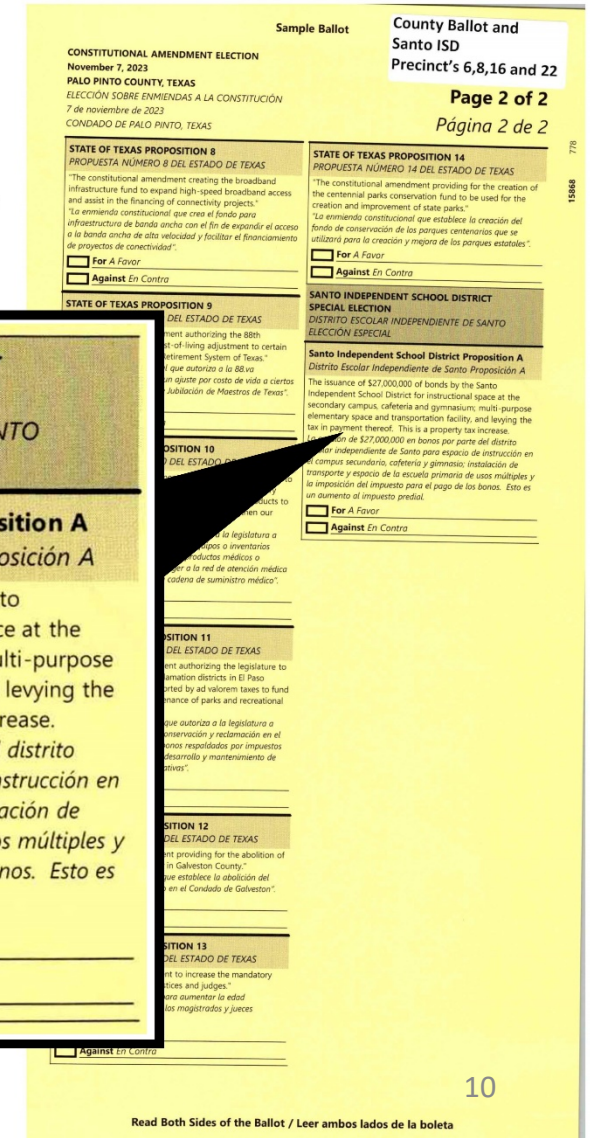 Sample Ballot
County Ballot and
Santo ISD
Precinct's 6,8,16 and 22
CONSTITUTIONAL AMENDMENT ELECTION
November 7, 2023
PALO PINTO COUNTY, TEXAS
ELECCIÓN SOBRE ENMIENDAS A LA CONSTITUCIÓN
7 de noviembre de 2023
CONDADO DE PALO PINTO, TEXAS
Page 2 of 2
Página 2 de 2
778
15868
STATE OF TEXAS PROPOSITION 8
PROPUESTA NÚMERO 8 DEL ESTADO DE TEXAS
"The constitutional amendment creating the broadband
infrastructure fund to expand high-speed broadband access
and assist in the financing of connectivity projects."
"La enmienda constitucional que crea el fondo para
infraestructura de banda ancha con el fin de expandir el acceso
a la banda ancha de alta velocidad y facilitar el financiamiento
de proyectos de conectividad".
For A Favor
Against En Contra
STATE OF TEXAS PROPOSITION 9
DEL ESTADO DE TEXAS
ment authorizing the 88th
st-of-living adjustment to certain
Retirement System of Texas."
l que autoriza a la 88.va
un ajuste por costo de vida a ciertos
Jubilación de Maestros de Texas".
OSITION 10
DEL ESTADO DE
to
y
ducts to
en our
a la legislatura a
uipos o inventarios
roductos médicos o
ger a la red de atención médica
cadena de suministro médico".
OSITION 11
DEL ESTADO DE TEXAS
ent authorizing the legislature to
lamation districts in El Paso
orted by ad valorem taxes to fund
enance of parks and recreational
que autoriza a la legislatura a
onservación y reclamación en el
onos respaldados por impuestos
desarrollo y mantenimiento de
ativas".
SITION 12
DEL ESTADO DE TEXAS
ent providing for the abolition of
in Galveston County."
que establece la abolición del
o en el Condado de Galveston".
SITION 13
DEL ESTADO DE TEXAS
nt to increase the mandatory
stices and judges."
ara aumentar la edad
los magistrados y jueces
Against En Contra
STATE OF TEXAS PROPOSITION 14
PROPUESTA NÚMERO 14 DEL ESTADO DE TEXAS
"The constitutional amendment providing for the creation of
the centennial parks conservation fund to be used for the
creation and improvement of state parks."
"La enmienda constitucional que establece la creación del
fondo de conservación de los parques centenarios que se
utilizará para la creación y mejora de los parques estatales".
For A Favor
Against En Contra
SANTO INDEPENDENT SCHOOL DISTRICT
SPECIAL ELECTION
DISTRITO ESCOLAR INDEPENDIENTE DE SANTO
ELECCIÓN ESPECIAL
Santo Independent School District Proposition A
Distrito Escolar Independiente de Santo Proposición A
The issuance of $27,000,000 of bonds by the Santo
Independent School District for instructional space at the
secondary campus, cafeteria and gymnasium; multi-purpose
elementary space and transportation facility, and levying the
tax in payment thereof. This is a property tax increase.
La de $27,000,000 en bonos por parte del distrito
independiente de Santo para espacio de instrucción en
el campus secundario, cafetería y gimnasio; instalación de
transporte y espacio de la escuela primaria de usos múltiples y
la imposición del impuesto para el pago de los bonos. Esto es
un aumento al impuesto predial.
For A Favor
Against En Contra
NTO
sition A
osición A
to
ce at the
lti-purpose
levying the
rease.
distrito
nstrucción en
ación de
os múltiples y
nos. Esto es
10
Read Both Sides of the Ballot / Leer ambos lados de la boleta